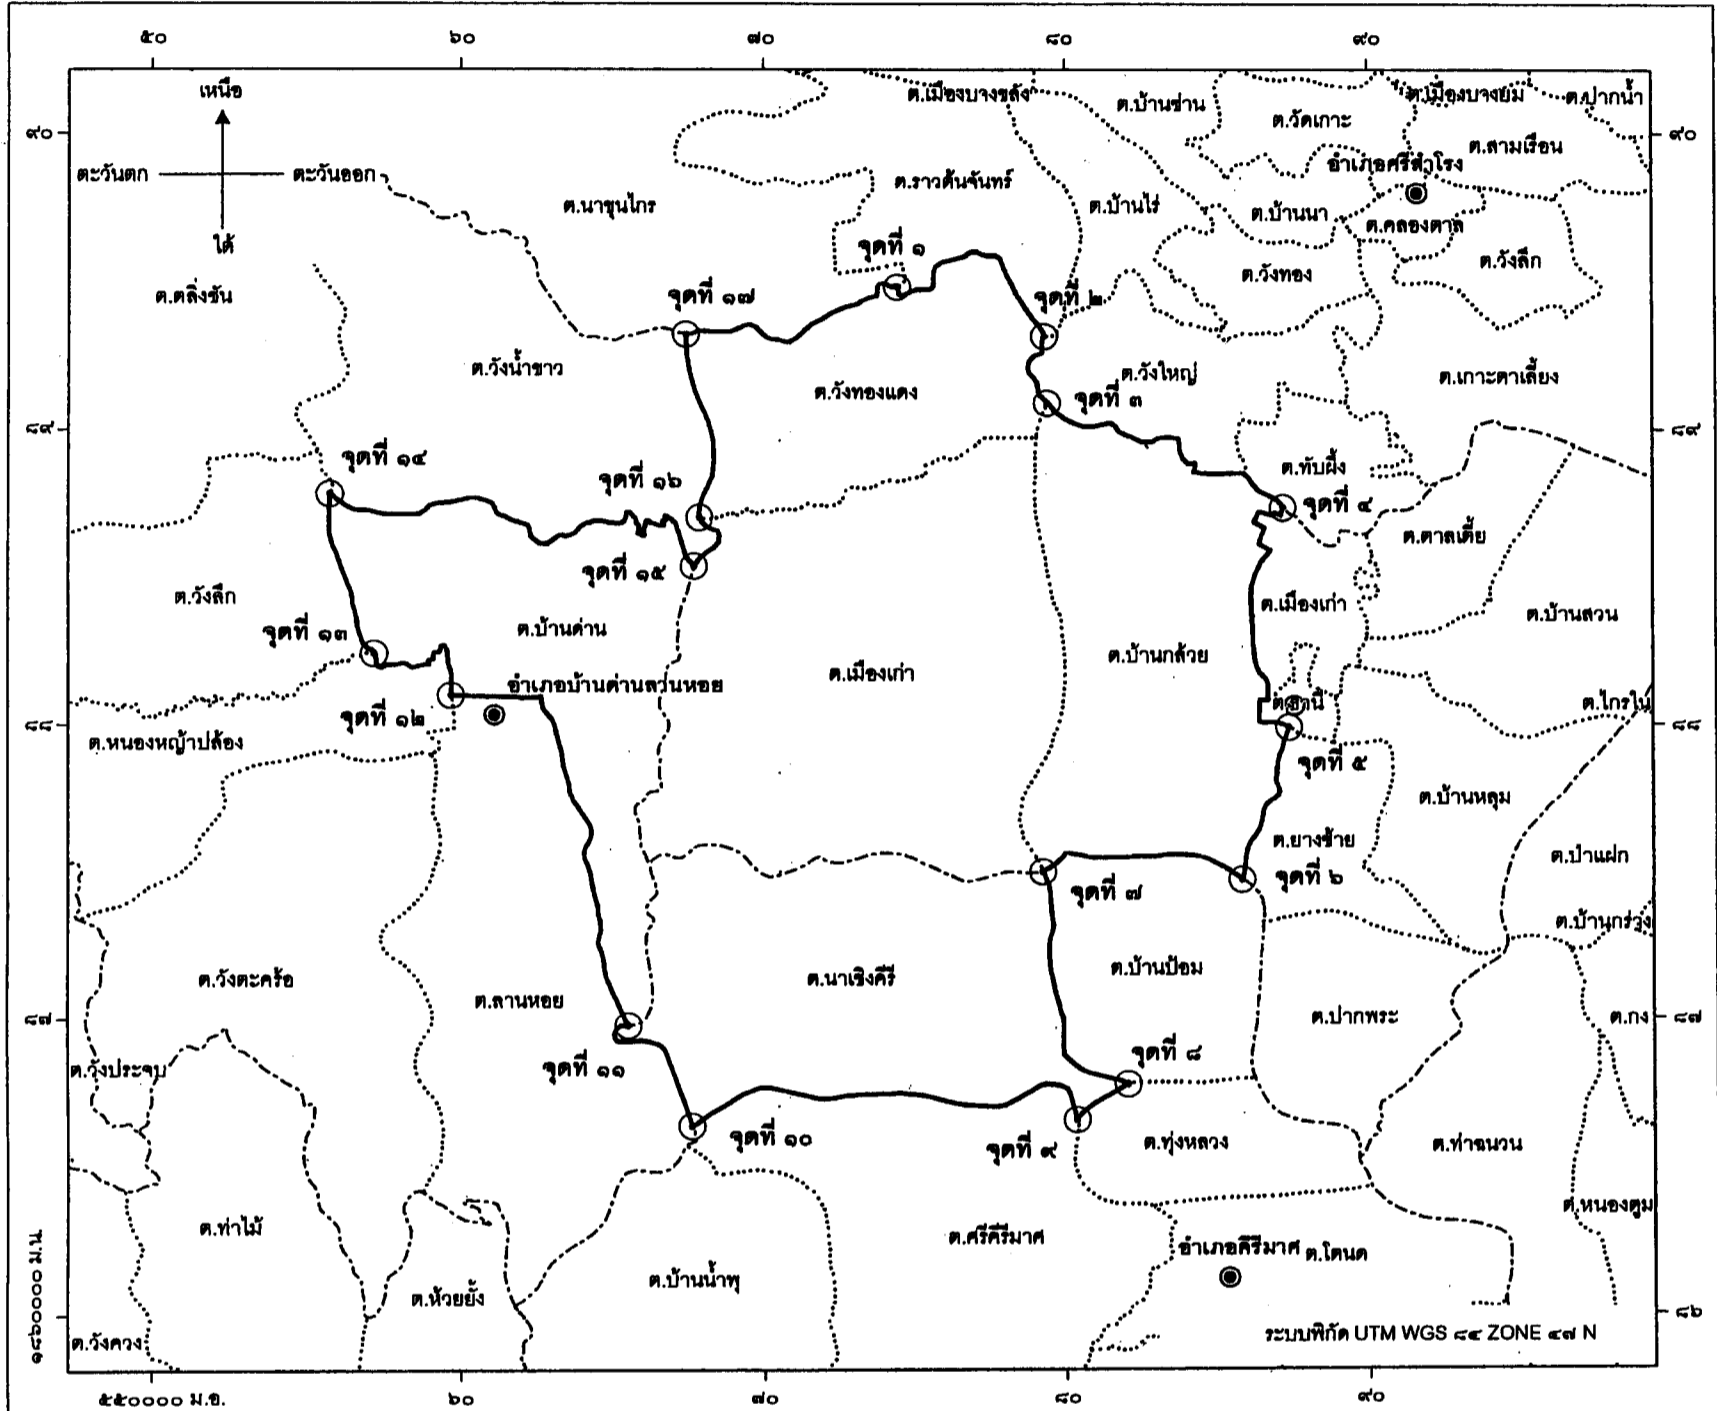 ๕๐ ๖๐ ๗๐ ๘๐ ๙๐
เหนือ
ตะวันตก ตะวันออก
ใต้
๙๐ ๙๐
ต.เมืองบางขลัง ต.บ้านซ่าน ต.เมืองบางยม ต.ปากน้ำ
ต.วัดเกาะ ต.สามเรือน
อำเภอศรีสำโรง
ต.นาขุนไกร ต.ราวต้นจันทร์ ต.บ้านไร่ ต.บ้านนา ต.คลองตาล
จุดที่ ๑ ต.วังทอง ต.วังลึก
ต.ตลิ่งชัน จุดที่ ๑๗ จุดที่ ๒
ต.วังน้ำขาว ต.วังทองแดง ต.วังใหญ่ ต.เกาะตาเลี้ยง
จุดที่ ๓
๘๙ ๘๙
จุดที่ ๑๔ จุดที่ ๑๖ ต.ทับผึ้ง
จุดที่ ๔
ต.ตาลเตี้ย
จุดที่ ๑๕
ต.วังลึก ต.เมืองเก่า ต.บ้านสวน
จุดที่ ๑๓ ต.บ้านด่าน
ต.เมืองเก่า ต.บ้านกล้วย
อำเภอบ้านด่านลานหอย
จุดที่ ๑๒ ต.ธานี ต.ไกรใน
๘๘ ๘๘
ต.หนองหญ้าปล้อง จุดที่ ๕
ต.บ้านหลุม
ต.ยางซ้าย ต.ป่าแฝก
จุดที่ ๗ จุดที่ ๖
ต.บ้านกร่าง
ต.วังตะคร้อ ต.นาเชิงคีรี ต.บ้านป้อม
ต.ลานหอย
๘๗ ต.ปากพระ ต.กง ๘๗
ต.วังประจบ จุดที่ ๑๑ จุดที่ ๘
จุดที่ ๑๐ จุดที่ ๙ ต.ทุ่งหลวง ต.ท่าฉนวน
ต.ท่าไม้ ต.ศรีคีรีมาศ ต.หนองตูม
อำเภอคีรีมาศ ต.โตนด
ต.ห้วยยั้ง ต.บ้านน้ำพุ
๑๘๖๐๐๐๐ ม.น. ๘๖
ต.วังควง ระบบพิกัด UTM WGS ๘๔ ZONE ๔๗ N
๕๕๐๐๐๐ ม.อ. ๖๐ ๗๐ ๘๐ ๙๐